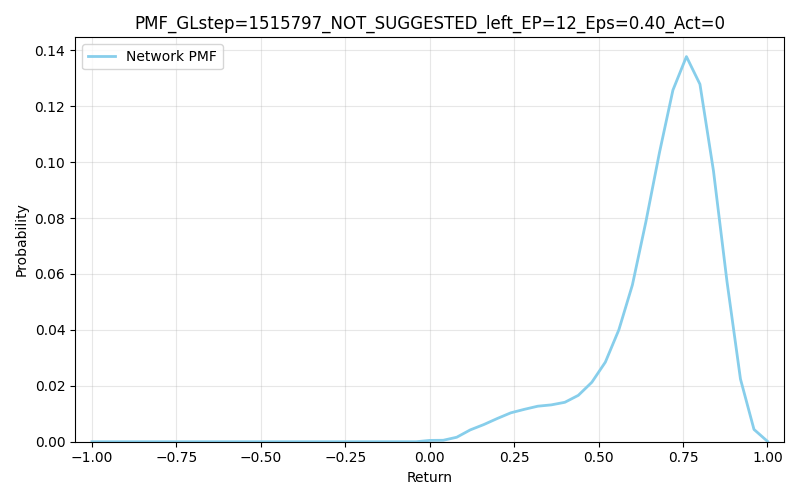 PMF_GLstep=1515797_NOT_SUGGESTED_left_EP=12_Eps=0.40_Act=0
Network PMF
0.14
0.12
0.10
0.08
0.06
0.04
0.02
0.00
Probability
−1.00 −0.75 −0.50 −0.25 0.00 0.25 0.50 0.75 1.00
Return